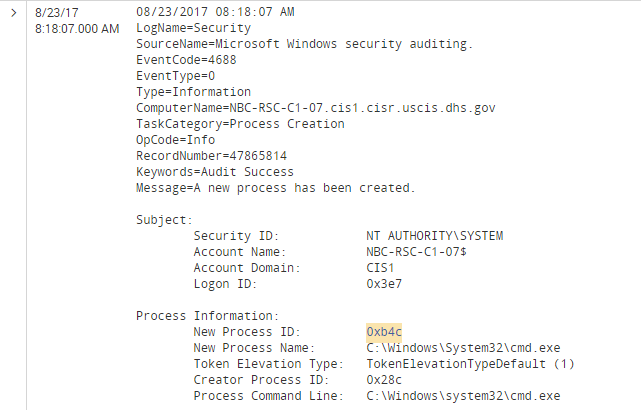 > 8/23/17 08/23/2017 08:18:07 AM
8:18:07.000 AM LogName=Security
SourceName=Microsoft Windows security auditing.
EventCode=4688
EventType=0
Type=Information
ComputerName=NBC-RSC-C1-07.cis1.cisr.uscis.dhs.gov
TaskCategory=Process Creation
OpCode=Info
RecordNumber=47865814
Keywords=Audit Success
Message=A new process has been created.
Subject:
Security ID: NT AUTHORITY\SYSTEM
Account Name: NBC-RSC-C1-07$
Account Domain: CIS1
Logon ID: 0x3e7
Process Information:
New Process ID: 0xb4c
New Process Name: C:\Windows\System32\cmd.exe
Token Elevation Type: TokenElevationTypeDefault (1)
Creator Process ID: 0x28c
Process Command Line: C:\Windows\system32\cmd.exe